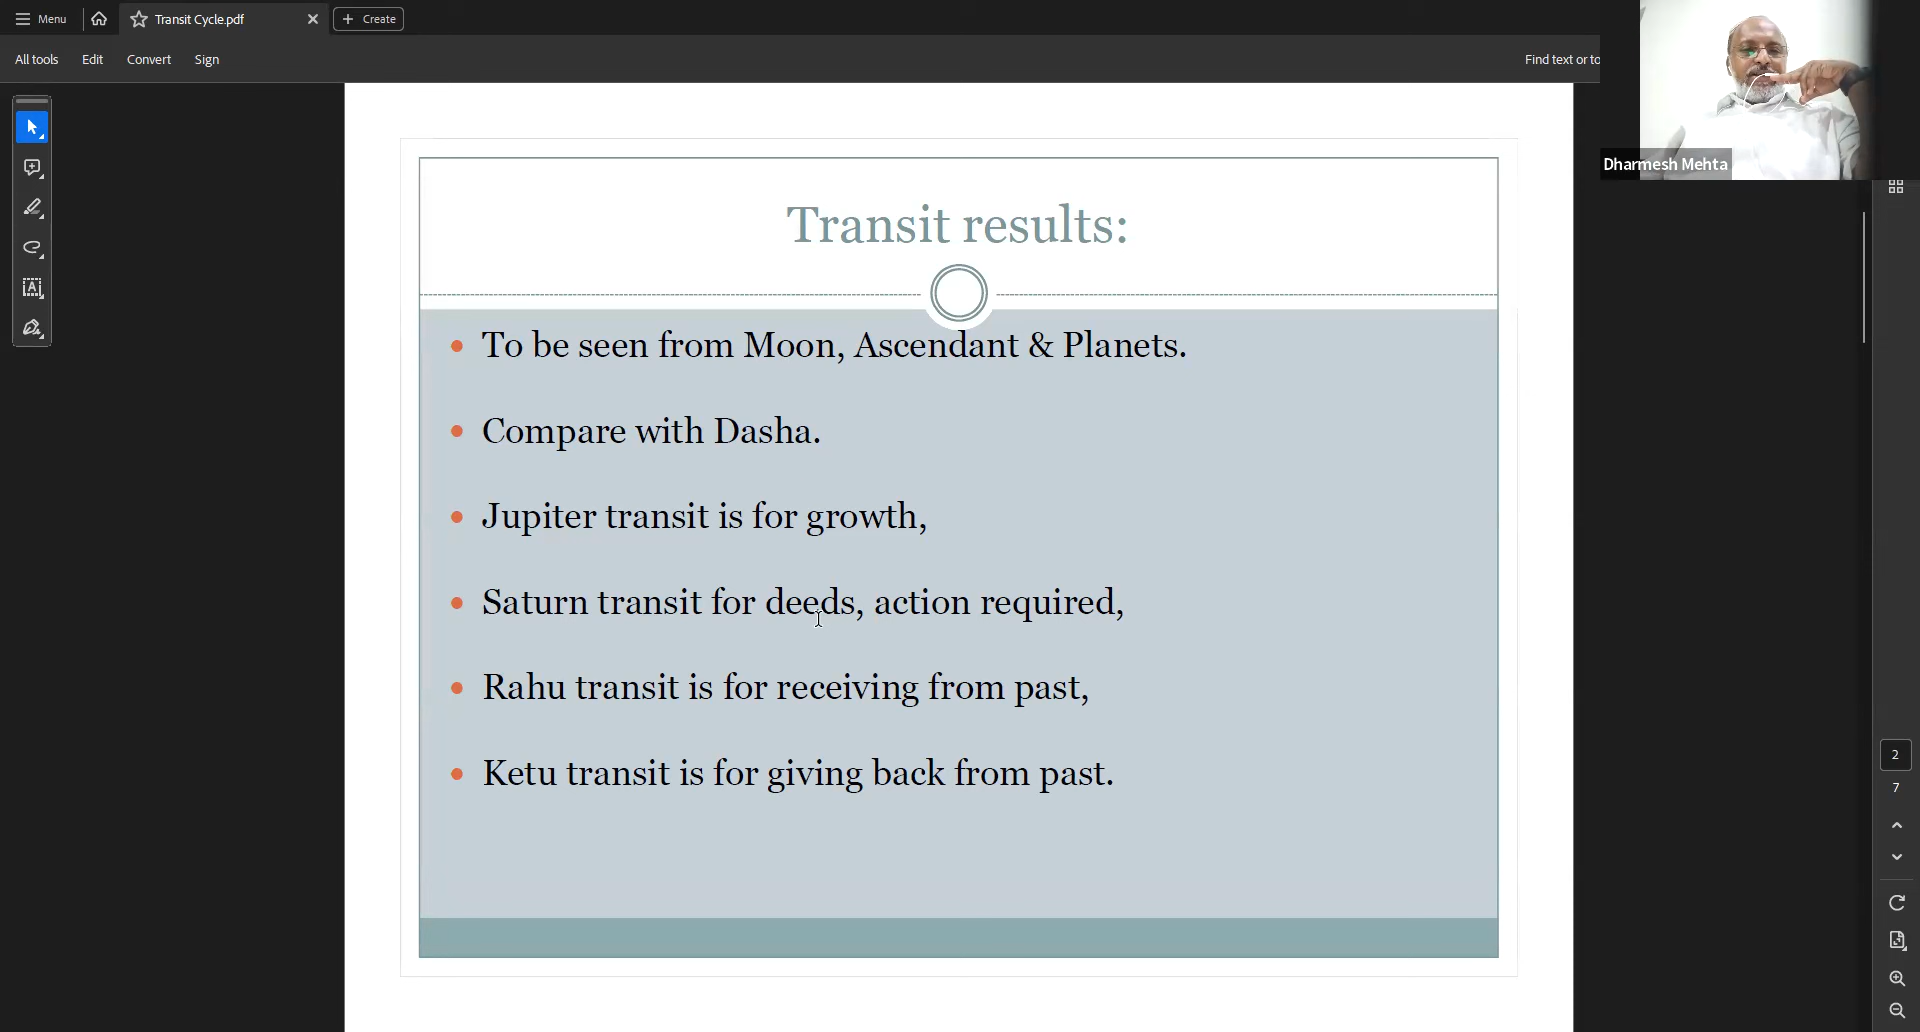 Menu
Transit Cycle.pdf
Create
All tools
Edit
Convert
Sign
Find text or to
Dharmesh Mehta
Transit results:
To be seen from Moon, Ascendant & Planets.
Compare with Dasha.
Jupiter transit is for growth,
Saturn transit for deeds, action required,
Rahu transit is for receiving from past,
Ketu transit is for giving back from past.
2
7